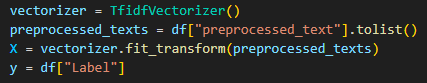 vectorizer = TfidfVectorizer()
preprocessed_texts = df["preprocessed_text"].tolist()
X = vectorizer.fit_transform(preprocessed_texts)
y = df["Label"]